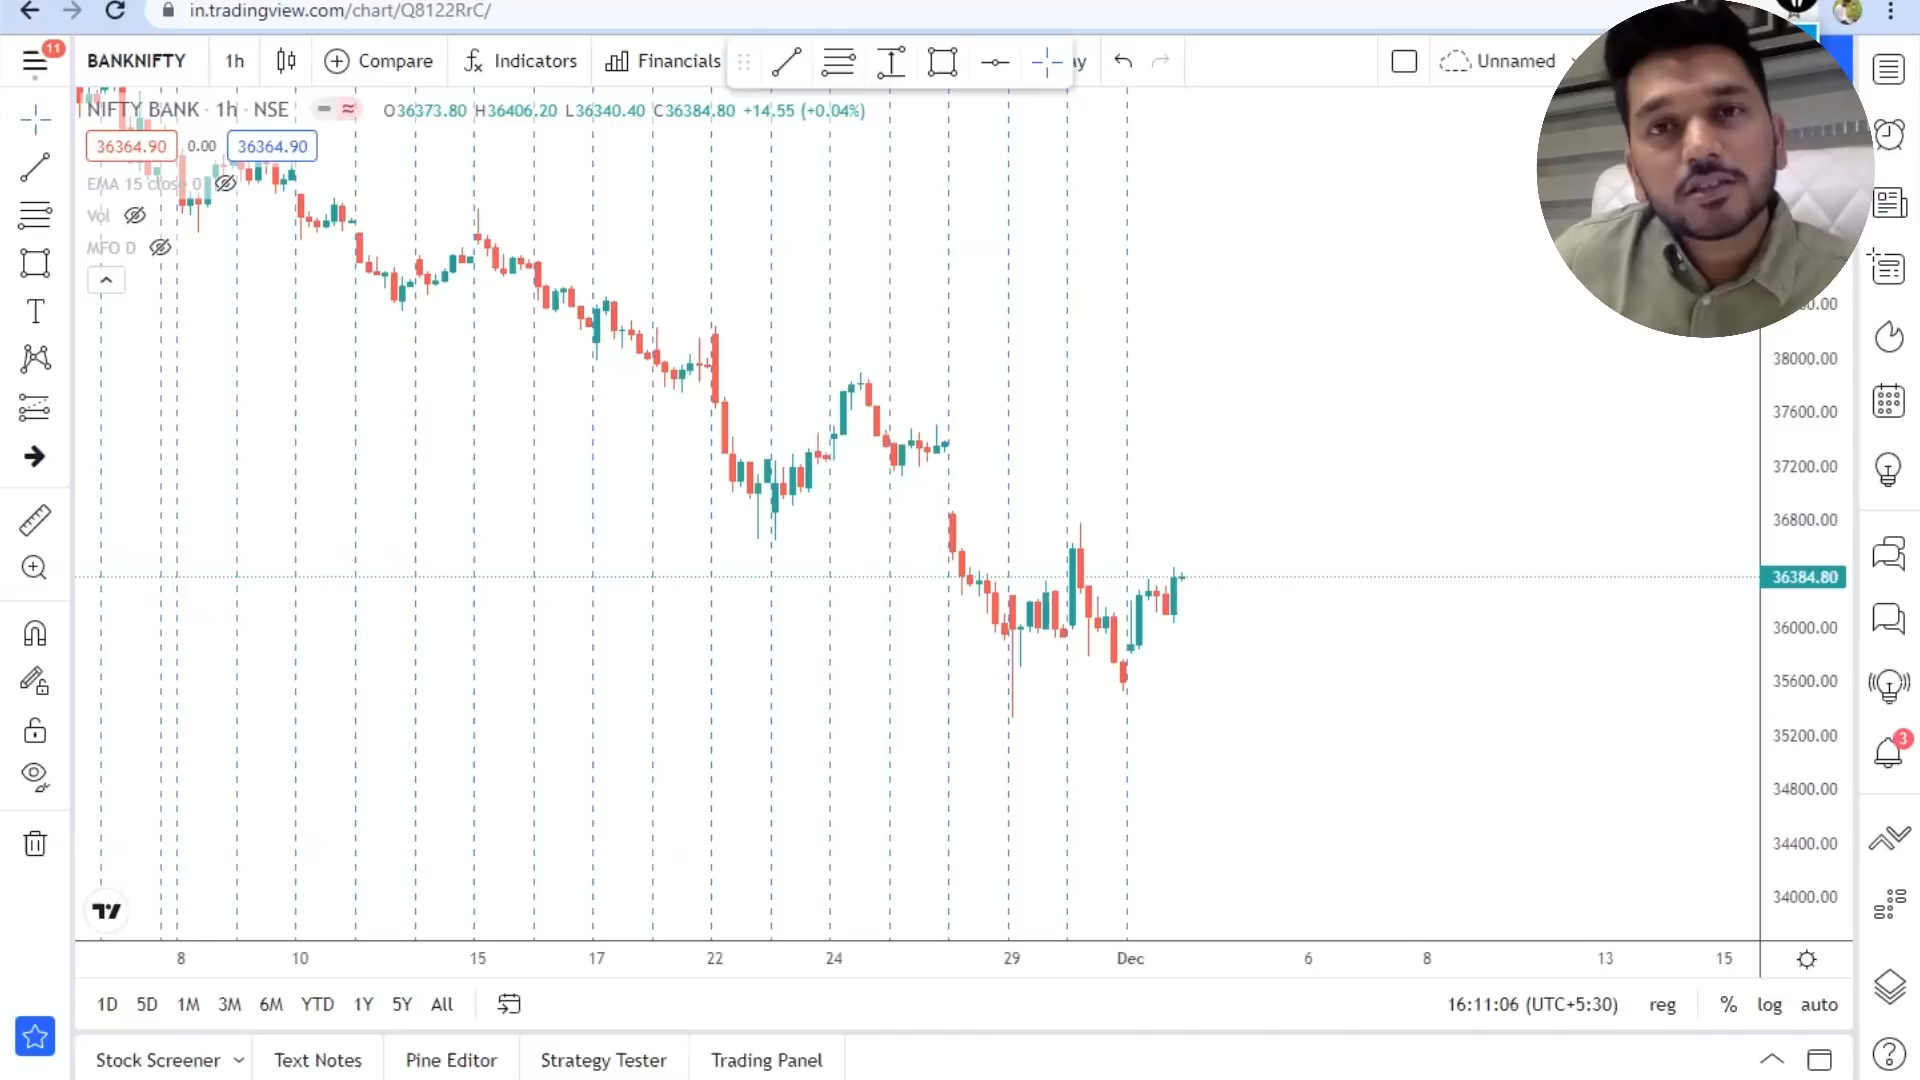 in.tradingview.com/chart/Q8122RrC/
11
BANKNIFTY 1h Compare Indicators Financials ay Unnamed
NIFTY BANK · 1h · NSE O36373.80 H36406.20 L36340.40 C36384.80 +14.55 (+0.04%)
36364.90 0.00 36364.90
EMA 15 close 0
Vol
MFO D
38000.00
37600.00
37200.00
36800.00
36384.80
36000.00
35600.00
35200.00
34800.00
34400.00
34000.00
3
8 10 15 17 22 24 29 Dec 6 8 13 15
1D 5D 1M 3M 6M YTD 1Y 5Y All 16:11:06 (UTC+5:30) reg % log auto
Stock Screener Text Notes Pine Editor Strategy Tester Trading Panel